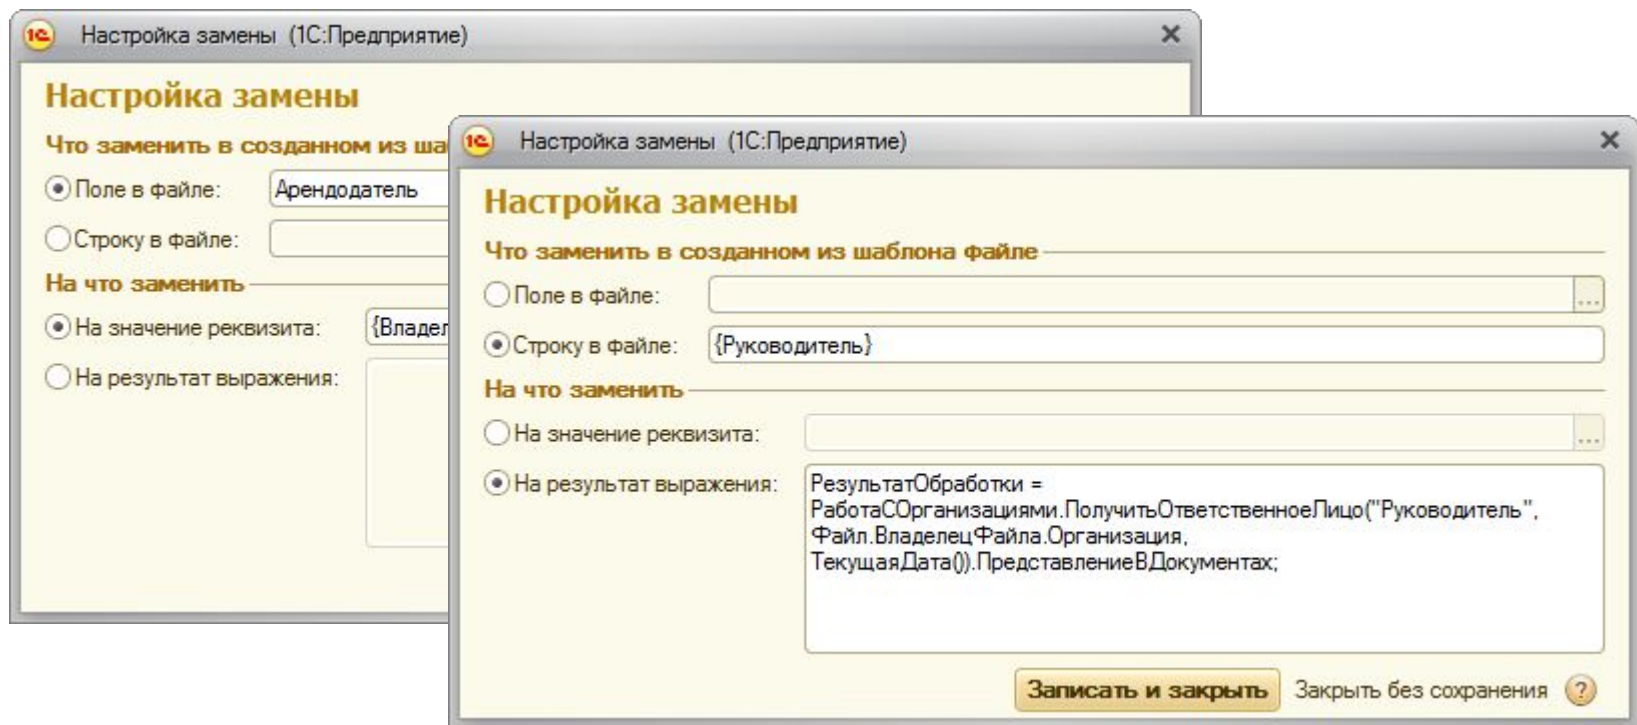 Настройка замены (1С:Предприятие)
Настройка замены
Что заменить в созданном из
Поле в файле: Арендодатель
Строку в файле:
На что заменить
На значение реквизита:
На результат выражения:
Настройка замены (1С:Предприятие)
Настройка замены
Что заменить в созданном из шаблона файле
Поле в файле: ...
Строку в файле: {Руководитель}
На что заменить
На значение реквизита: ...
На результат выражения: РезультатОбработки =
РаботаСОрганизациями.ПолучитьОтветственноеЛицо("Руководитель",
Файл.ВладелецФайла.Организация,
ТекущаяДата()).ПредставлениеВДокументах;
Записать и закрыть Закрыть без сохранения ?